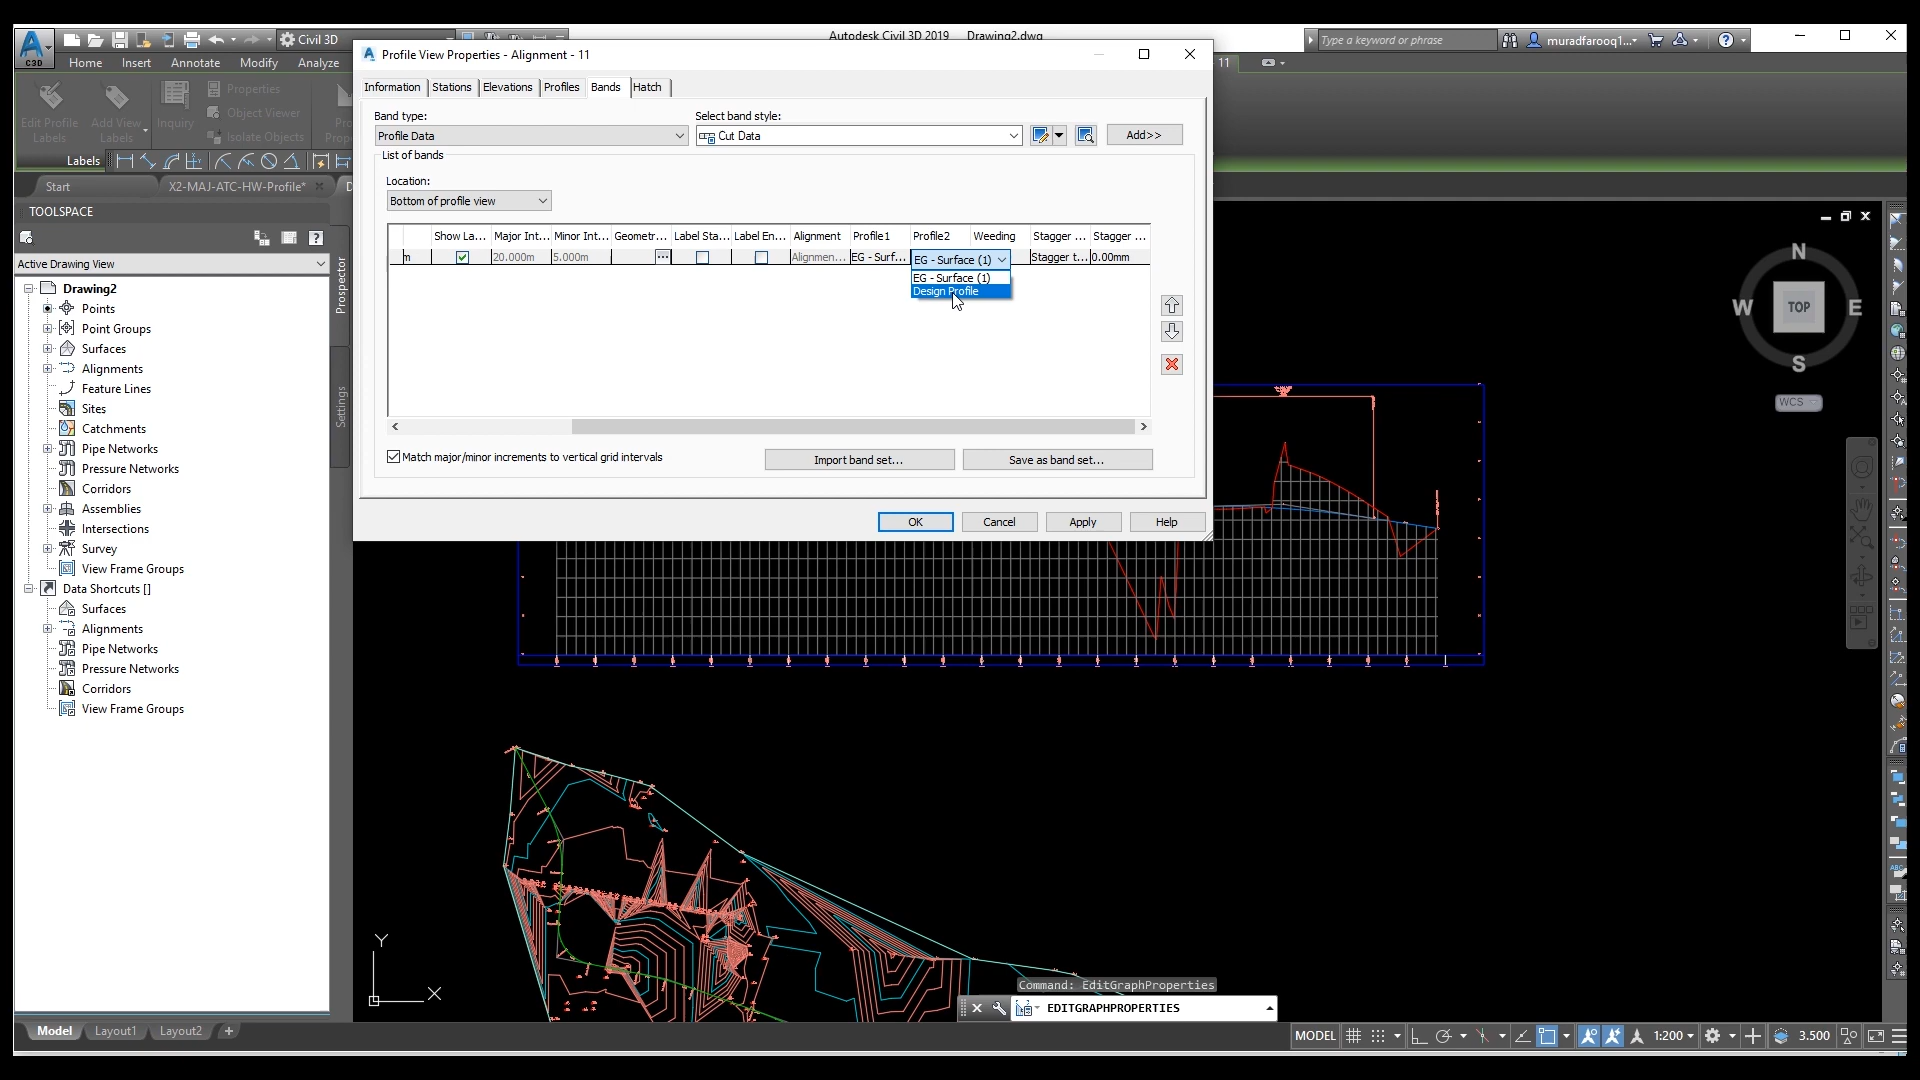 Autodesk Civil 3D 2019 Drawing2.dwg
Civil 3D
Type a keyword or phrase
muradfarooq1...
C3D
Home
Insert
Annotate
Modify
Analyze
11
Edit Profile
Labels
Add View
Labels
Inquiry
Properties
Object Viewer
Isolate Objects
Labels
Start
X2-MAJ-ATC-HW-Profile*
TOOLSPACE
Active Drawing View
Drawing2
Points
Point Groups
Surfaces
Alignments
Feature Lines
Sites
Catchments
Pipe Networks
Pressure Networks
Corridors
Assemblies
Intersections
Survey
View Frame Groups
Data Shortcuts []
Surfaces
Alignments
Pipe Networks
Pressure Networks
Corridors
View Frame Groups
Prospector
Settings
Profile View Properties - Alignment - 11
Information
Stations
Elevations
Profiles
Bands
Hatch
Band type:
Profile Data
Select band style:
Cut Data
Add>>
List of bands
Location:
Bottom of profile view
Show La...
Major Int...
Minor Int...
Geometr...
Label Sta...
Label En...
Alignment
Profile1
Profile2
Weeding
Stagger ...
Stagger ...
m
20.000m
5.000m
Alignmen...
EG - Surf...
EG - Surface (1)
Stagger t...
0.00mm
EG - Surface (1)
Design Profile
Match major/minor increments to vertical grid intervals
Import band set...
Save as band set...
OK
Cancel
Apply
Help
N
W
TOP
E
S
WCS
Y
X
Command: EditGraphProperties
EDITGRAPHPROPERTIES
Model
Layout1
Layout2
MODEL
1:200
3.500